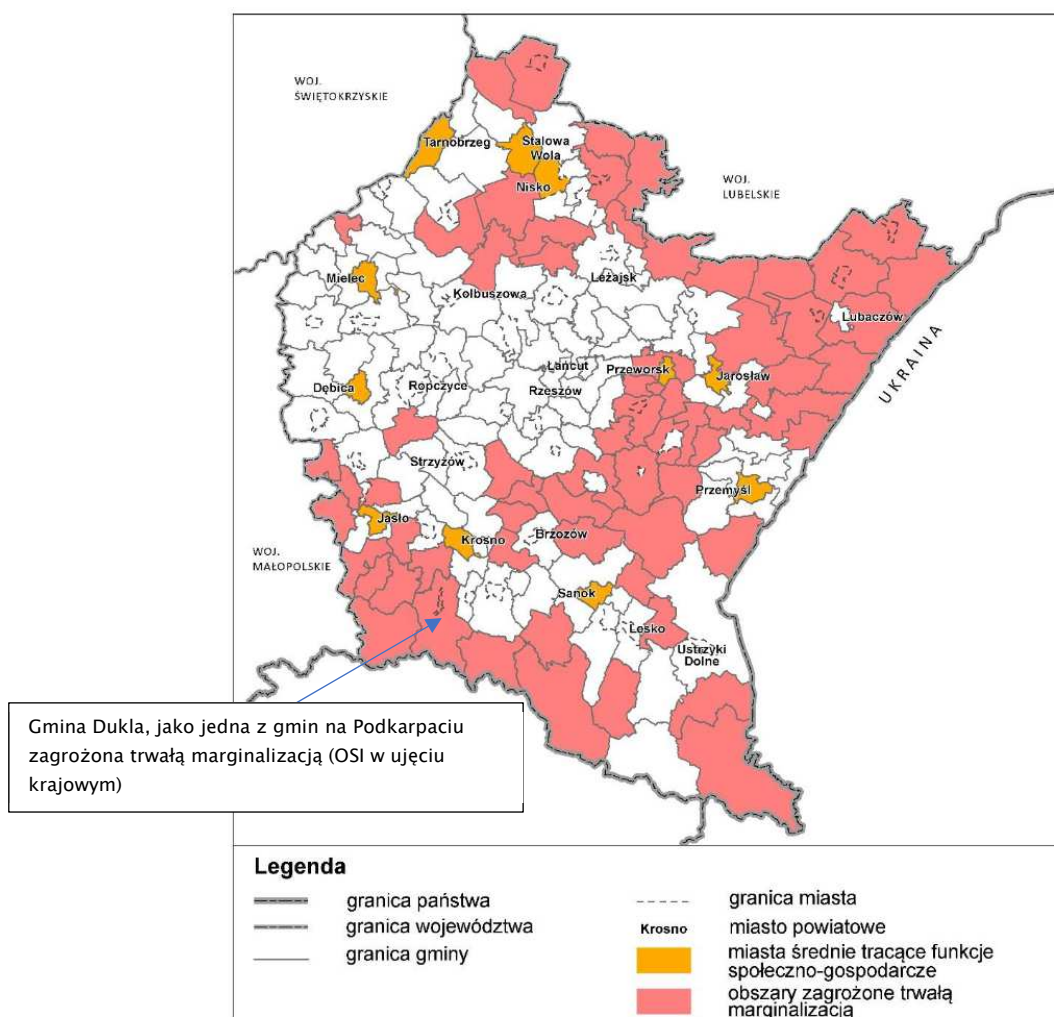 WOJ.
ŚWIĘTOKRZYSKIE
Tarnobrzeg
Stalowa
Wola
Nisko
WOJ.
LUBELSKIE
Mielec
Kolbuszowa
Leżajsk
Lubaczów
UKRAINA
Dębica
Ropczyce
Łańcut
Rzeszów
Przeworsk
Jarosław
Strzyżów
Przemyśl
Jasło
Krosno
Brzozów
WOJ.
MAŁOPOLSKIE
Sanok
Lesko
Ustrzyki
Dolne
Gmina Dukla, jako jedna z gmin na Podkarpaciu
zagrożona trwałą marginalizacją (OSI w ujęciu
krajowym)
Legenda
granica państwa
granica województwa
granica gminy
granica miasta
Krosno miasto powiatowe
miasta średnie tracące funkcje
społeczno-gospodarcze
obszary zagrożone trwałą
marginalizacją